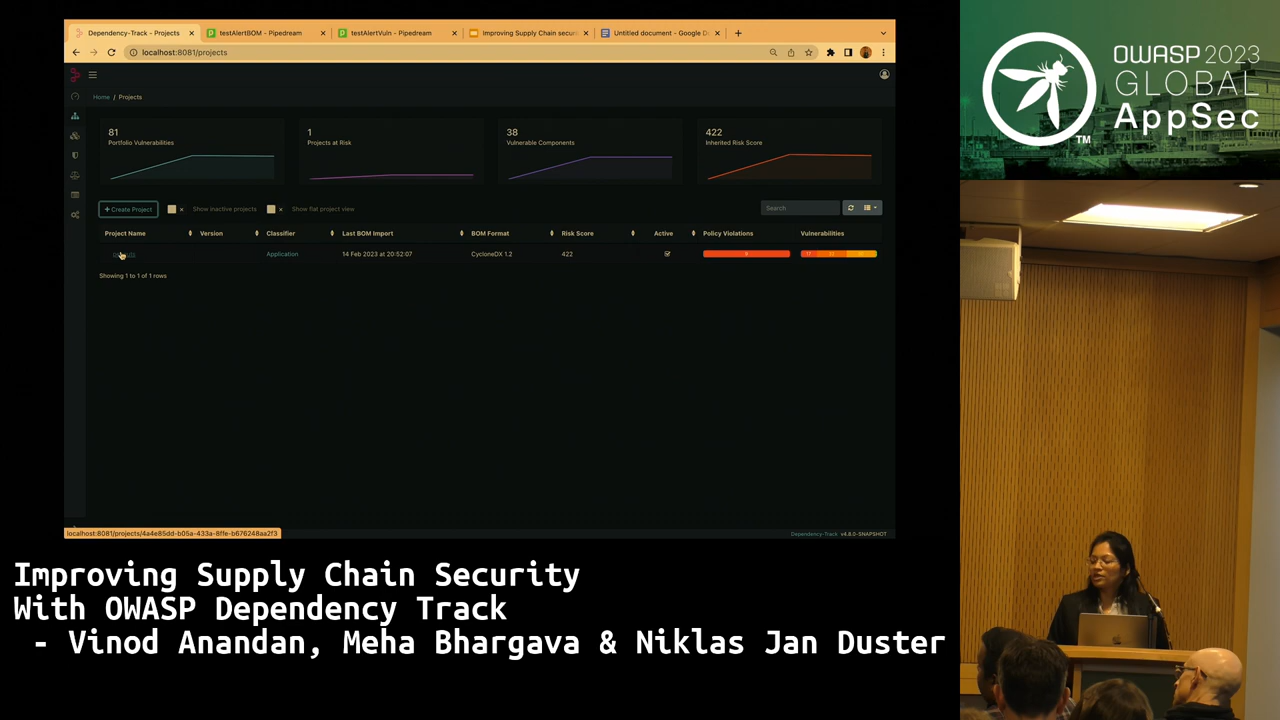 Dependency-Track - Projects
testAlertBOM - Pipedream
testAlertVuln - Pipedream
Improving Supply Chain secur
Untitled document - Google D
localhost:8081/projects
Home / Projects
81
Portfolio Vulnerabilities
1
Projects at Risk
38
Vulnerable Components
422
Inherited Risk Score
+ Create Project
Show inactive projects
Show flat project view
Search
Project Name Version Classifier Last BOM Import BOM Format Risk Score Active Policy Violations Vulnerabilities
Application 14 Feb 2023 at 20:52:07 CycloneDX 1.2 422
Showing 1 to 1 of 1 rows
localhost:8081/projects/4a4e85dd-b05a-433a-8ffe-b676248aa2f3
Dependency-Track v4.8.0-SNAPSHOT
OWASP 2023
GLOBAL
AppSec
TM
Improving Supply Chain Security
With OWASP Dependency Track
- Vinod Anandan, Meha Bhargava & Niklas Jan Duster